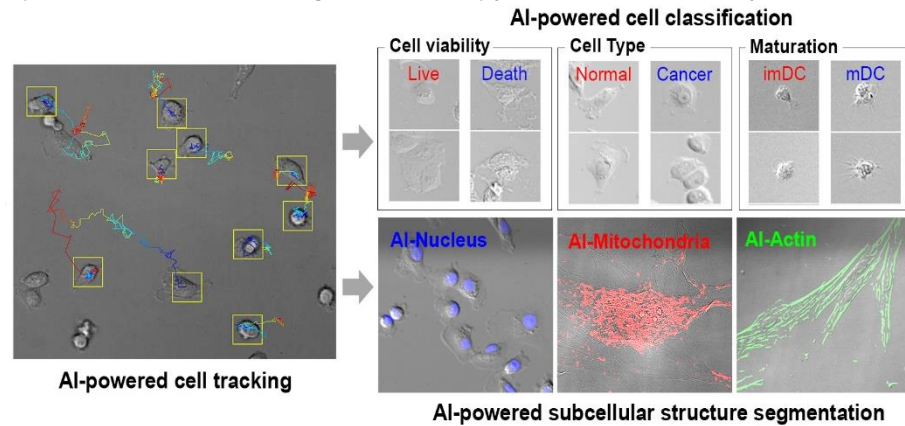 AI-powered cell classification
Cell viability
Cell Type
Maturation
Live
Death
Normal
Cancer
imDC
mDC
AI-Nucleus
AI-Mitochondria
AI-Actin
AI-powered cell tracking
AI-powered subcellular structure segmentation